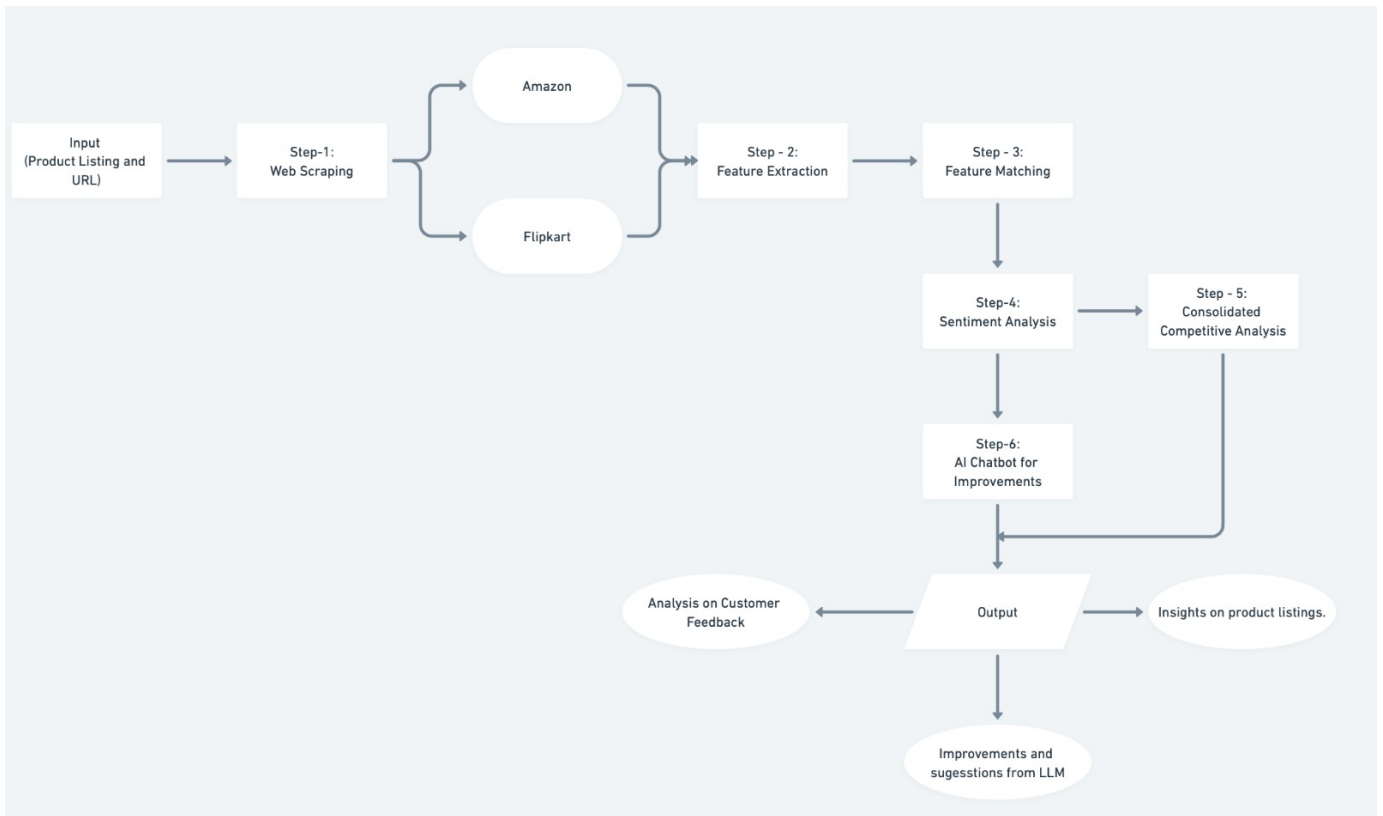 Amazon
Input
(Product Listing and
URL)
Step-1:
Web Scraping
Step - 2:
Feature Extraction
Step - 3:
Feature Matching
Flipkart
Step-4:
Sentiment Analysis
Step - 5:
Consolidated
Competitive Analysis
Step-6:
AI Chatbot for
Improvements
Analysis on Customer
Feedback
Output
Insights on product listings.
Improvements and
sugesstions from LLM